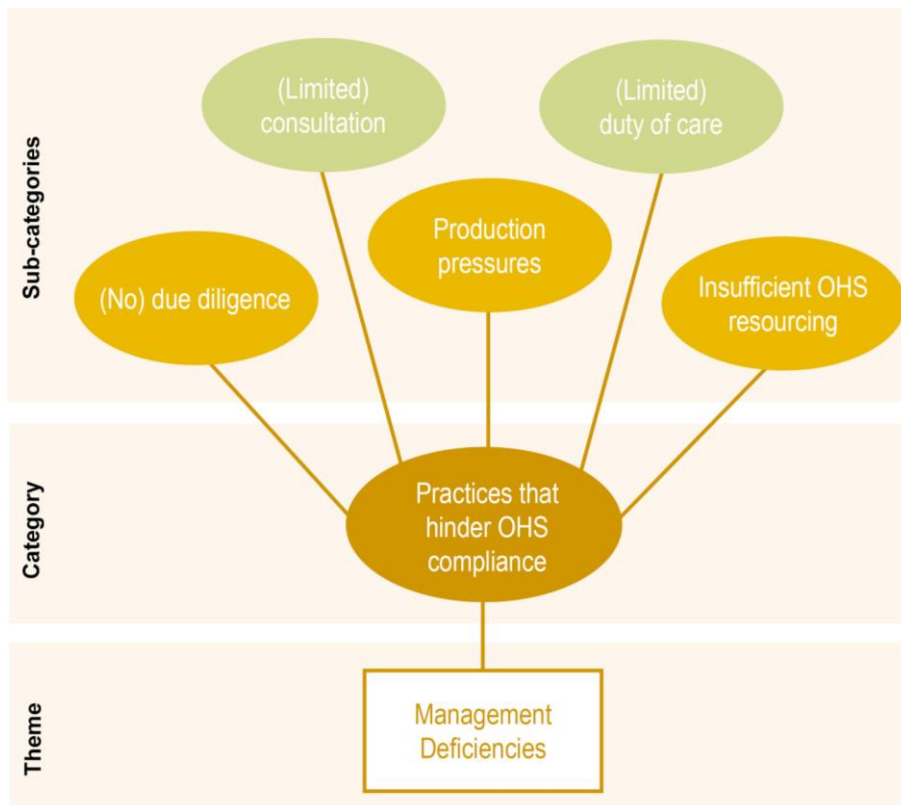 Sub-categories
(Limited)
consultation
(Limited)
duty of care
Production
pressures
(No) due diligence
Insufficient OHS
resourcing
Category
Practices that
hinder OHS
compliance
Theme
Management
Deficiencies